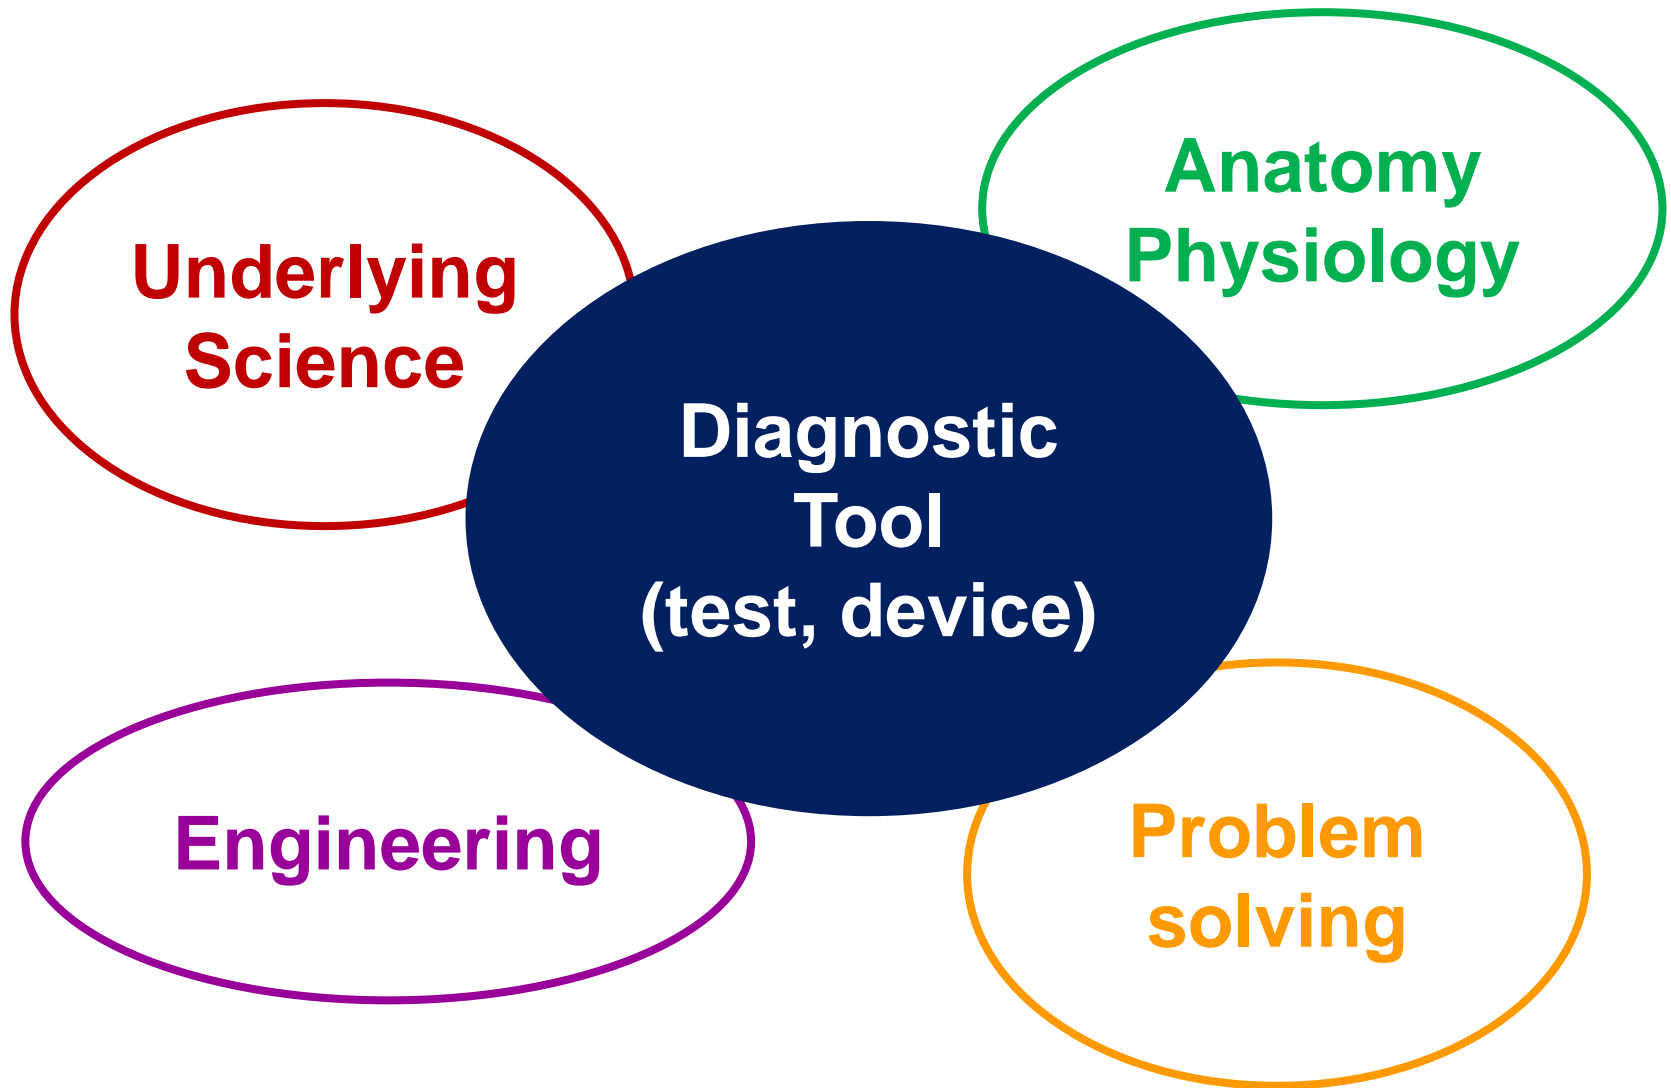 Underlying
Science
Anatomy
Physiology
Diagnostic
Tool
(test, device)
Engineering
Problem
solving